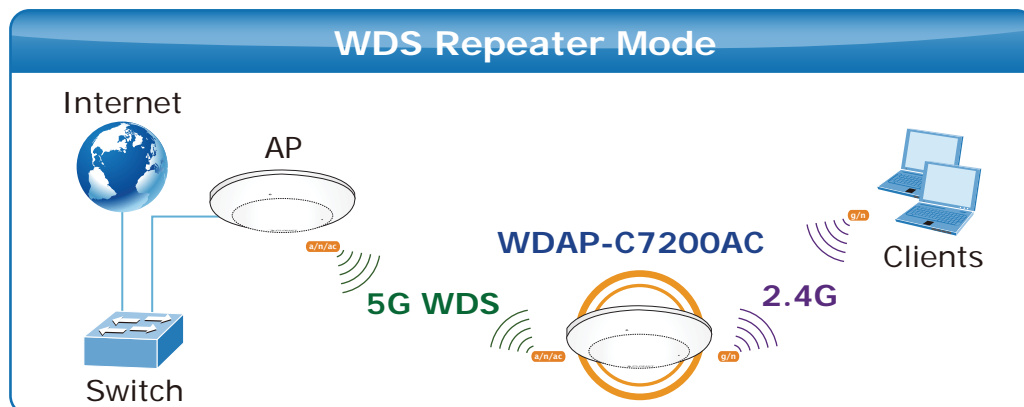 WDS Repeater Mode
Internet
AP
a/n/ac
g/n
WDAP-C7200AC
Clients
5G WDS
2.4G
a/n/ac
g/n
Switch